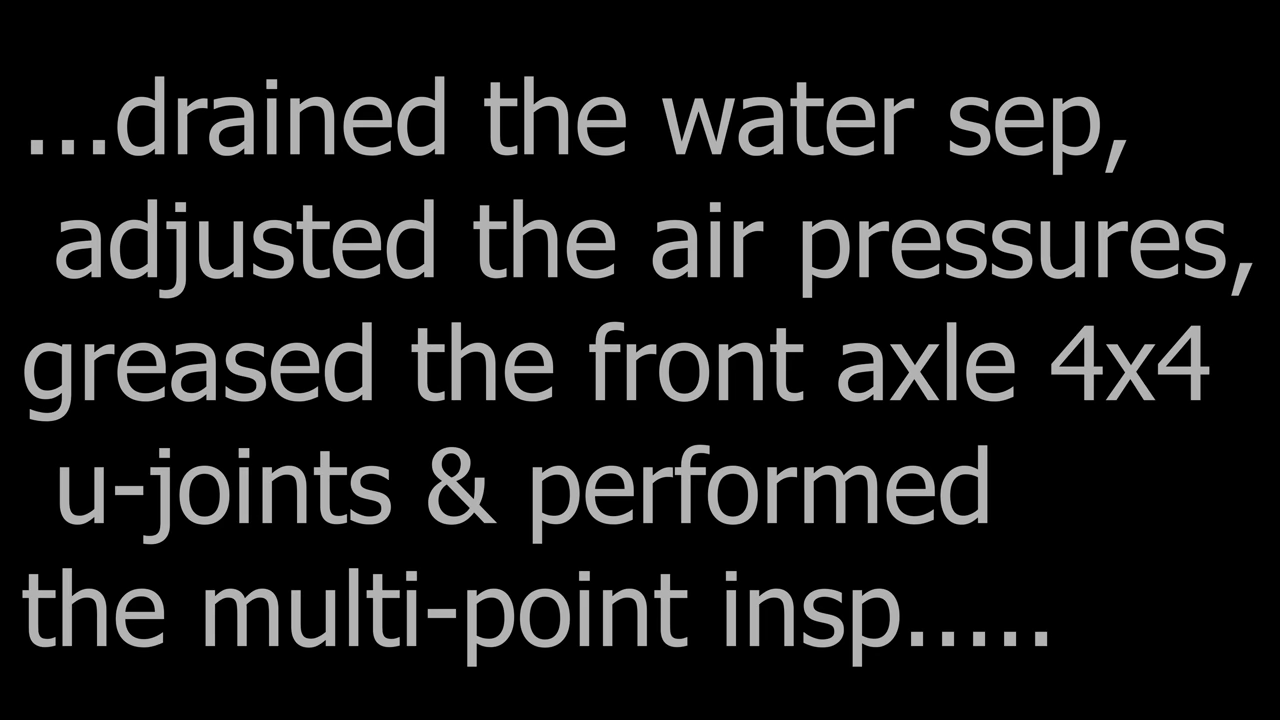 ...drained the water sep,
adjusted the air pressures,
greased the front axle 4x4
u-joints & performed
the multi-point insp.....